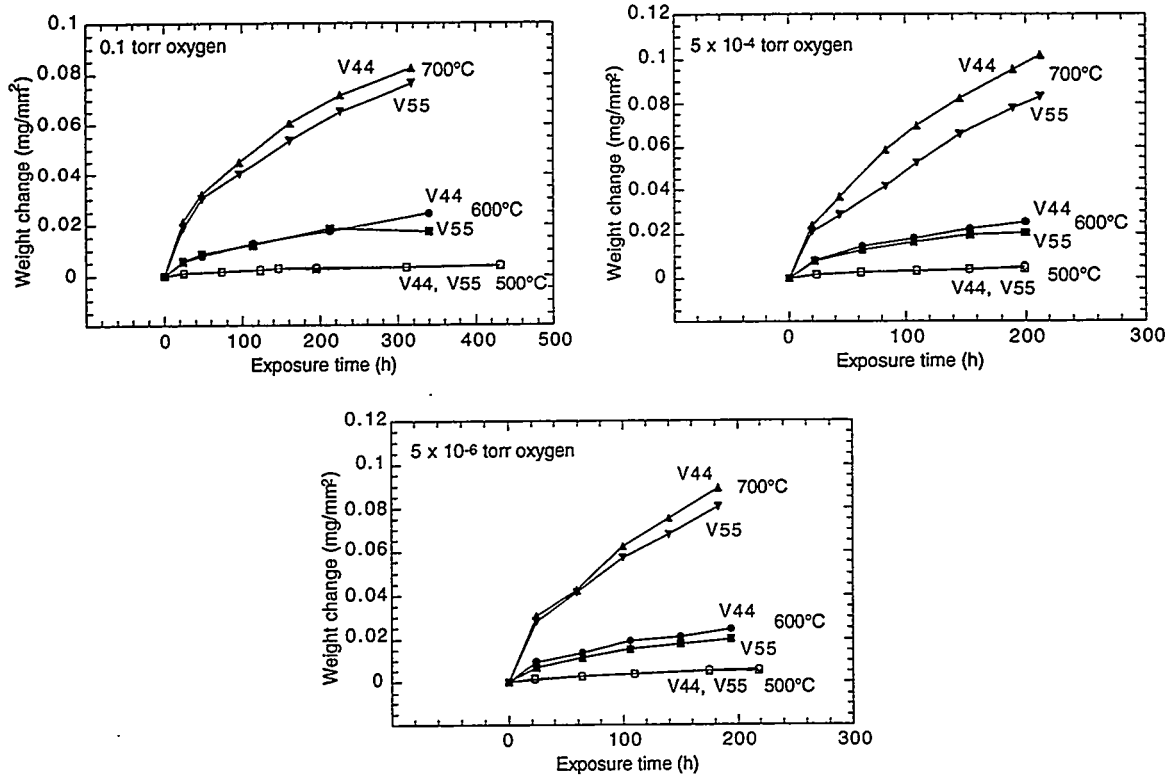 0.1 torr oxygen
Weight change (mg/mm²)
0.1
0.08
0.06
0.04
0.02
0
V44
700°C
V55
V44
600°C
V55
V44, V55 500°C
0 100 200 300 400 500
Exposure time (h)
5 x 10-4 torr oxygen
Weight change (mg/mm²)
0.12
0.1
0.08
0.06
0.04
0.02
0
V44
700°C
V55
V44
600°C
V55
V44, V55 500°C
0 100 200 300
Exposure time (h)
5 x 10-6 torr oxygen
Weight change (mg/mm²)
0.12
0.1
0.08
0.06
0.04
0.02
0
V44
700°C
V55
V44
600°C
V55
V44, V55 500°C
0 100 200 300
Exposure time (h)